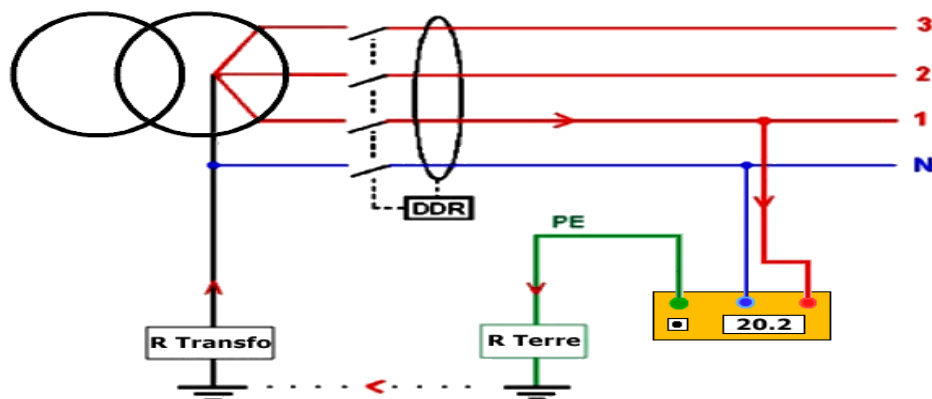 3
2
1
N
DDR
PE
20.2
R Transfo
R Terre